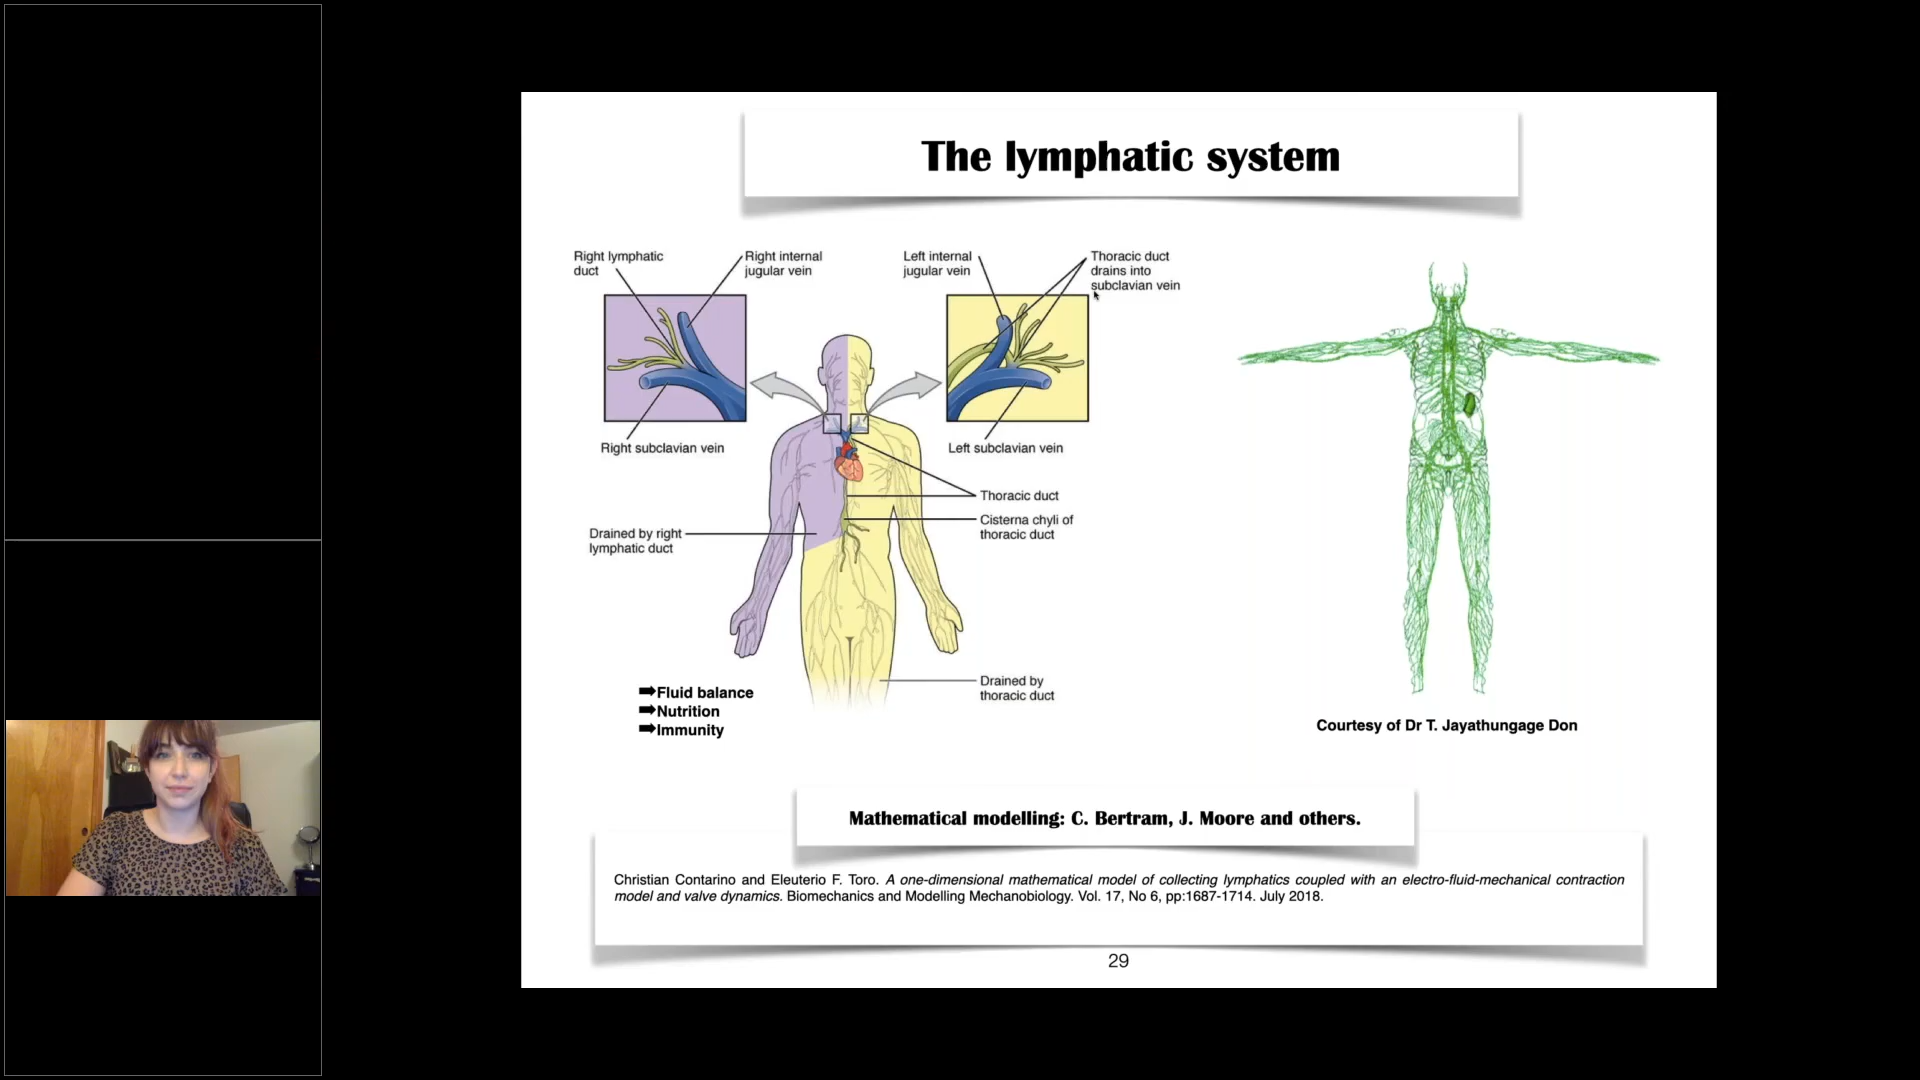 The lymphatic system
Right lymphatic
duct
Right internal
jugular vein
Left internal
jugular vein
Thoracic duct
drains into
subclavian vein
Right subclavian vein
Left subclavian vein
Thoracic duct
Cisterna chyli of
thoracic duct
Drained by right
lymphatic duct
Drained by
thoracic duct
➡Fluid balance
➡Nutrition
➡Immunity
Courtesy of Dr T. Jayathungage Don
Mathematical modelling: C. Bertram, J. Moore and others.
Christian Contarino and Eleuterio F. Toro. A one-dimensional mathematical model of collecting lymphatics coupled with an electro-fluid-mechanical contraction
model and valve dynamics. Biomechanics and Modelling Mechanobiology. Vol. 17, No 6, pp:1687-1714. July 2018.
29